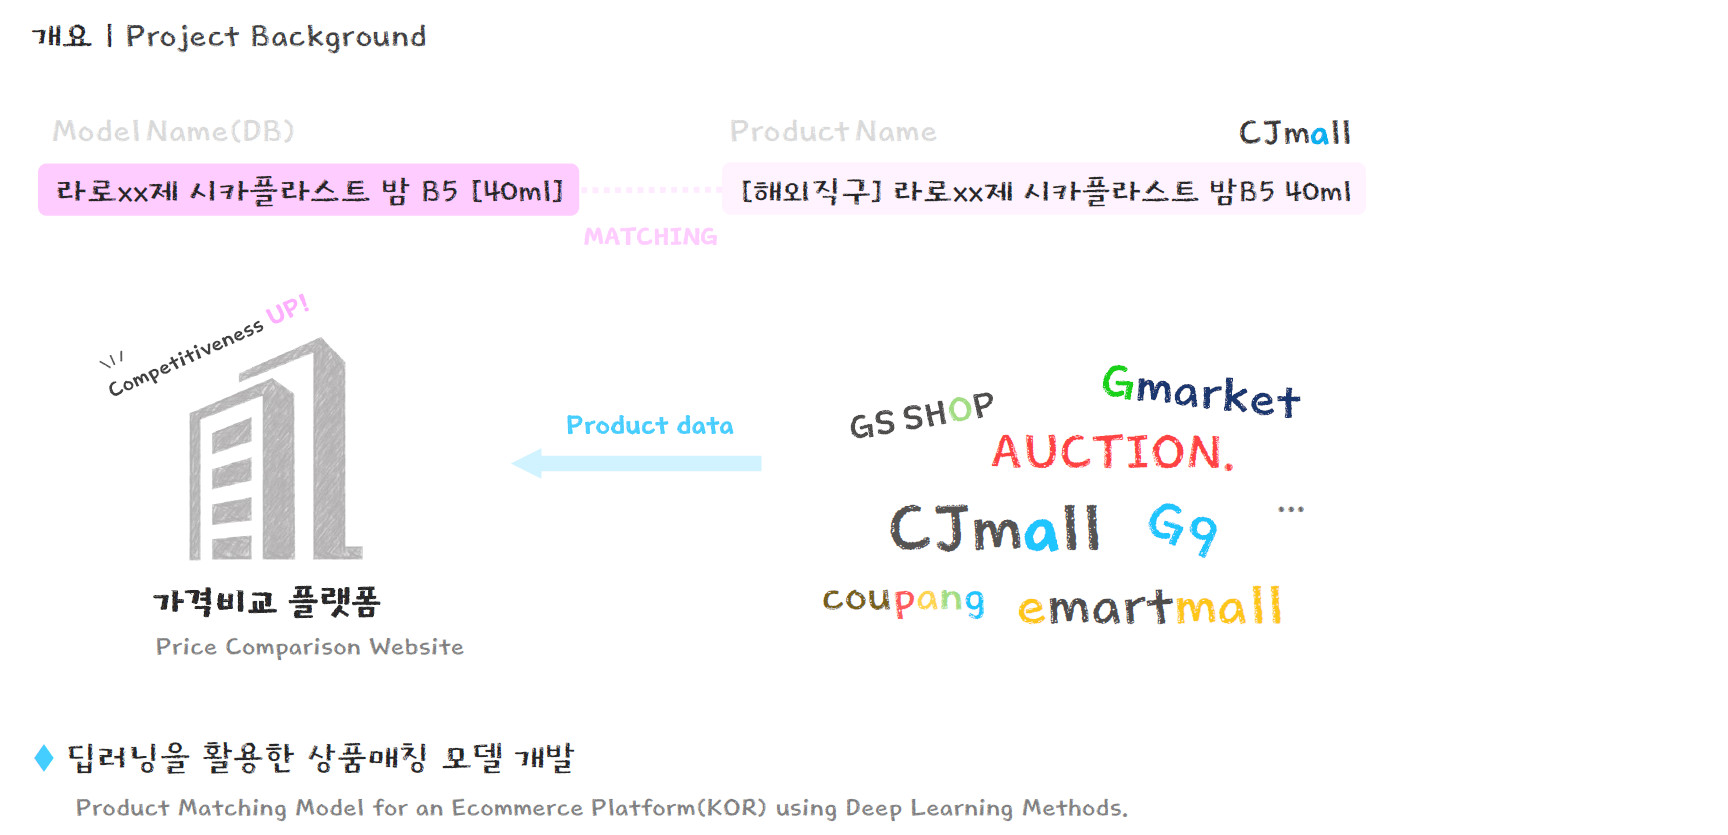 개요 | Project Background
Model Name(DB)
Product Name
CJmall
라로xx제 시카플라스트 밤 B5 [40ml]
[해외직구] 라로xx제 시카플라스트 밤B5 40ml
MATCHING
Competitiveness UP!
Product data
GS SHOP
Gmarket
AUCTION.
CJmall
G9
...
coupang
emartmall
가격비교 플랫폼
Price Comparison Website
딥러닝을 활용한 상품매칭 모델 개발
Product Matching Model for an Ecommerce Platform(KOR) using Deep Learning Methods.